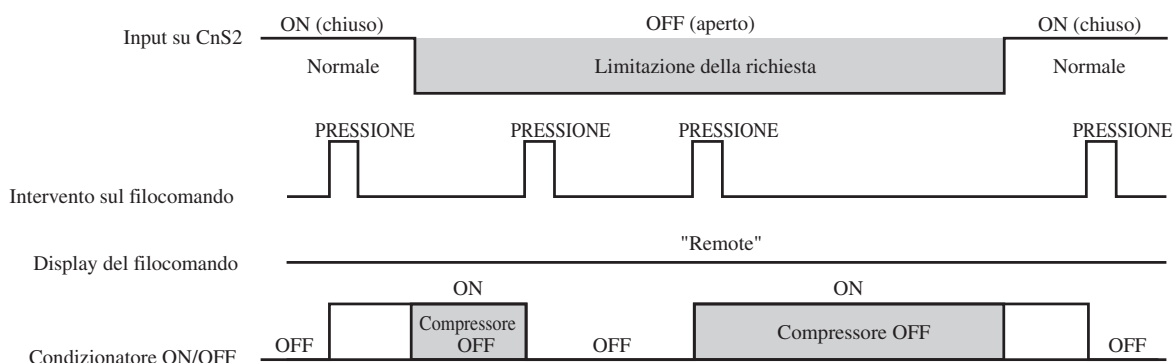 ON (chiuso) OFF (aperto) ON (chiuso)
Input su CnS2
Normale Limitazione della richiesta Normale
PRESSIONE PRESSIONE PRESSIONE PRESSIONE
Intervento sul filocomando
"Remote"
Display del filocomando
ON ON
Compressore
OFF
Compressore OFF
Condizionatore ON/OFF OFF OFF OFF